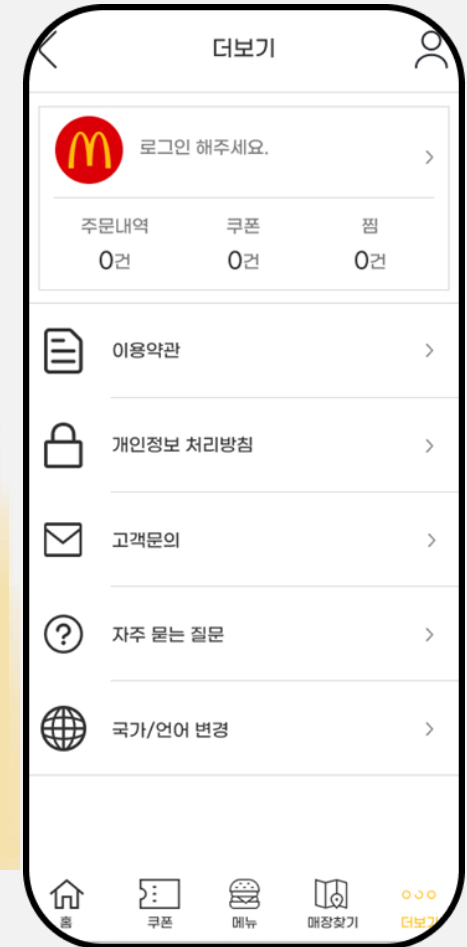 더보기
로그인 해주세요.
주문내역 쿠폰 찜
0건 0건 0건
이용약관
개인정보 처리방침
고객문의
자주 묻는 질문
국가/언어 변경
홈 쿠폰 메뉴 매장찾기 더보기